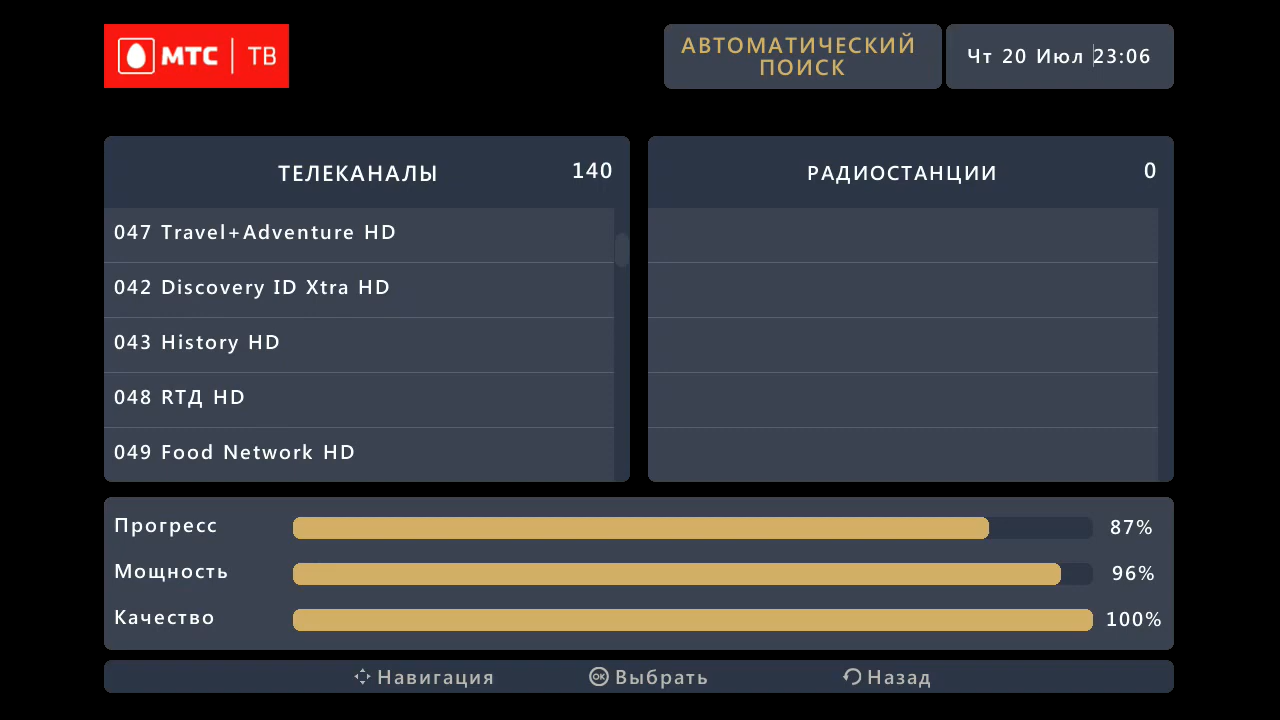 МТС ТВ
АВТОМАТИЧЕСКИЙ
ПОИСК
Чт 20 Июл 23:06
ТЕЛЕКАНАЛЫ 140
047 Travel+Adventure HD
042 Discovery ID Xtra HD
043 History HD
048 RTД HD
049 Food Network HD
РАДИОСТАНЦИИ 0
Прогресс 87%
Мощность 96%
Качество 100%
Навигация OK Выбрать Назад